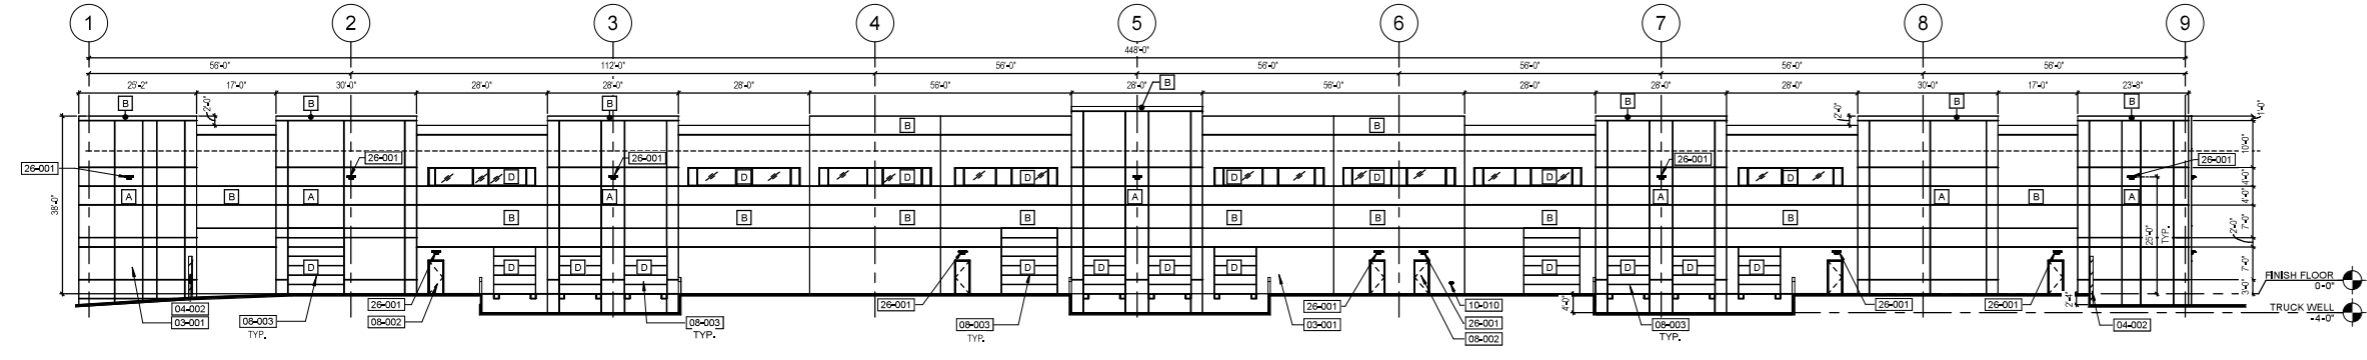 1 2 3 4 5 6 7 8 9
448'-0"
56'-0" 112'-0" 56'-0" 56'-0" 56'-0" 56'-0" 56'-0"
25'-2" 17'-0" 30'-0" 28'-0" 28'-0" 28'-0" 56'-0" 28'-0" 56'-0" 28'-0" 28'-0" 28'-0" 30'-0" 17'-0" 23'-8"
B B B B B B B
2'-0" 2'-0" 1'-0"
B B
10'-0"
26-001 26-001 26-001 26-001 26-001
D D D D D D D D
4'-0"
38'-0"
A B A A A A A B A
4'-0"
B B B B B B B B
7'-0"
25'-0"
TYP.
2'-0"
D D D D D D D D D D D D D
7'-0"
3'-0"
FINISH FLOOR
0'-0"
26-001 26-001 26-001 10-010 26-001 26-001
4'-0" 2'-0"
TRUCK WELL
-4'-0"
04-002
03-001 08-003 08-002 08-003 08-003 03-001 26-001 08-003 04-002
TYP. TYP. TYP. TYP.
08-002